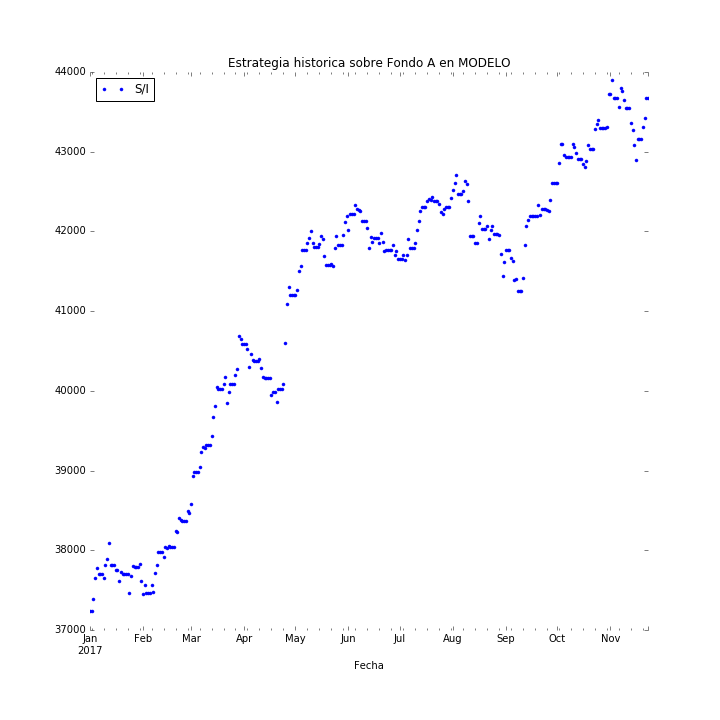 Estrategia historica sobre Fondo A en MODELO
44000
S/I
43000
42000
41000
40000
39000
38000
37000
Jan Feb Mar Apr May Jun Jul Aug Sep Oct Nov
2017
Fecha